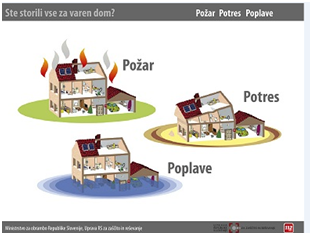 Ste storili vse za varen dom?
Požar Potres Poplave
Požar
Potres
Poplave
Ministrstvo za obrambo Republike Slovenije, Uprava RS za zaščito in reševanje